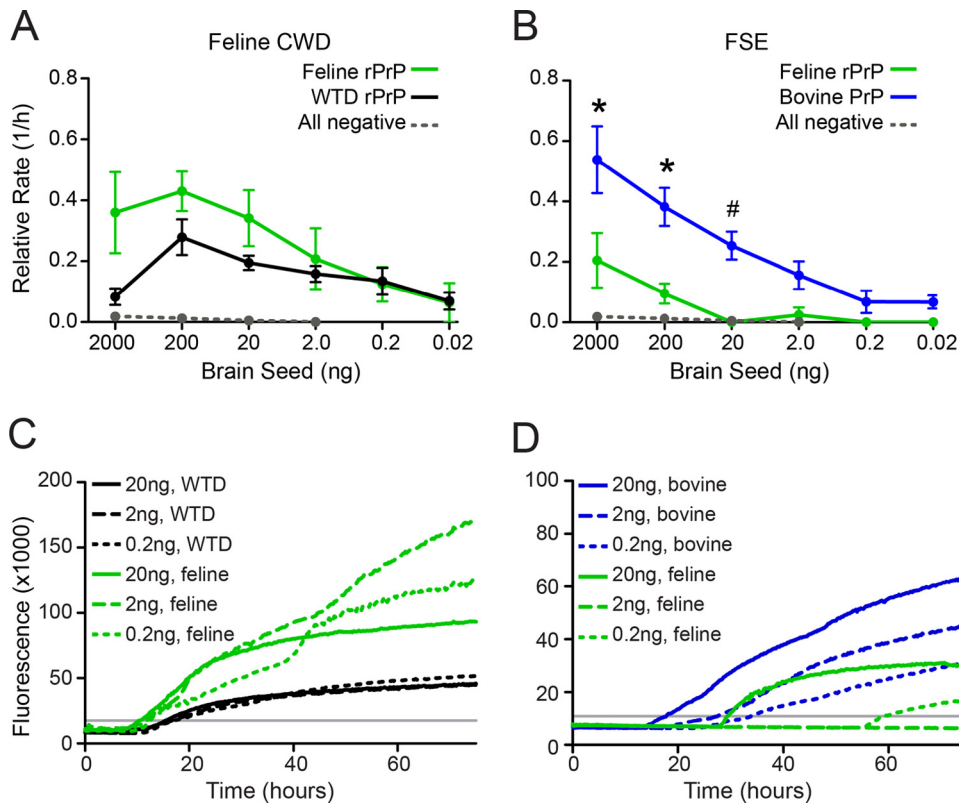 A
Feline CWD
Feline rPrP
WTD rPrP
All negative
0.8
0.6
0.4
0.2
0.0
Relative Rate (1/h)
2000
200
20
2.0
0.2
0.02
Brain Seed (ng)
B
FSE
Feline rPrP
Bovine PrP
All negative
0.8
0.6
0.4
0.2
0.0
*
*
#
2000
200
20
2.0
0.2
0.02
Brain Seed (ng)
C
20ng, WTD
2ng, WTD
0.2ng, WTD
20ng, feline
2ng, feline
0.2ng, feline
200
150
100
50
0
Fluorescence (x1000)
0
20
40
60
Time (hours)
D
20ng, bovine
2ng, bovine
0.2ng, bovine
20ng, feline
2ng, feline
0.2ng, feline
100
80
60
40
20
0
0
20
40
60
Time (hours)